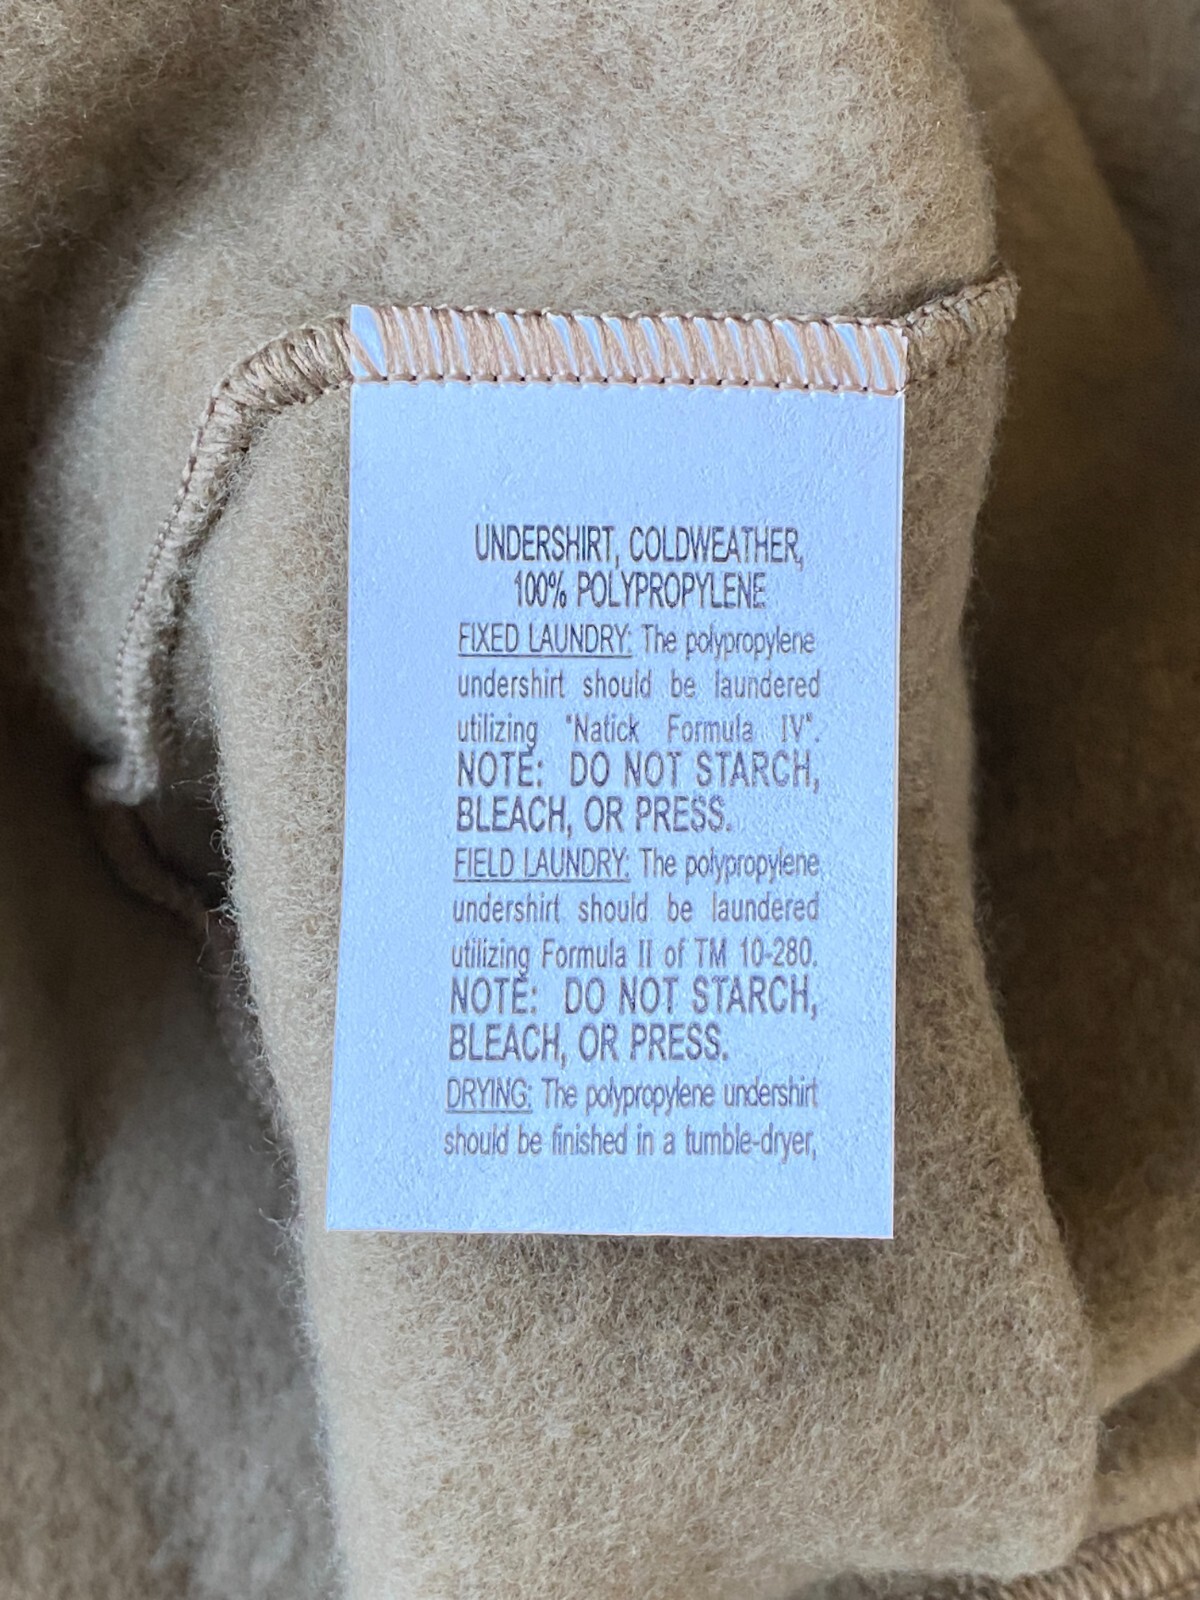 UNDERSHIRT, COLDWEATHER,
100% POLYPROPYLENE
FIXED LAUNDRY: The polypropylene
undershirt should be laundered
utilizing "Natick Formula IV".
NOTE: DO NOT STARCH,
BLEACH, OR PRESS.
FIELD LAUNDRY: The polypropylene
undershirt should be laundered
utilizing Formula II of TM 10-280.
NOTE: DO NOT STARCH,
BLEACH, OR PRESS.
DRYING: The polypropylene undershirt
should be finished in a tumble-dryer,